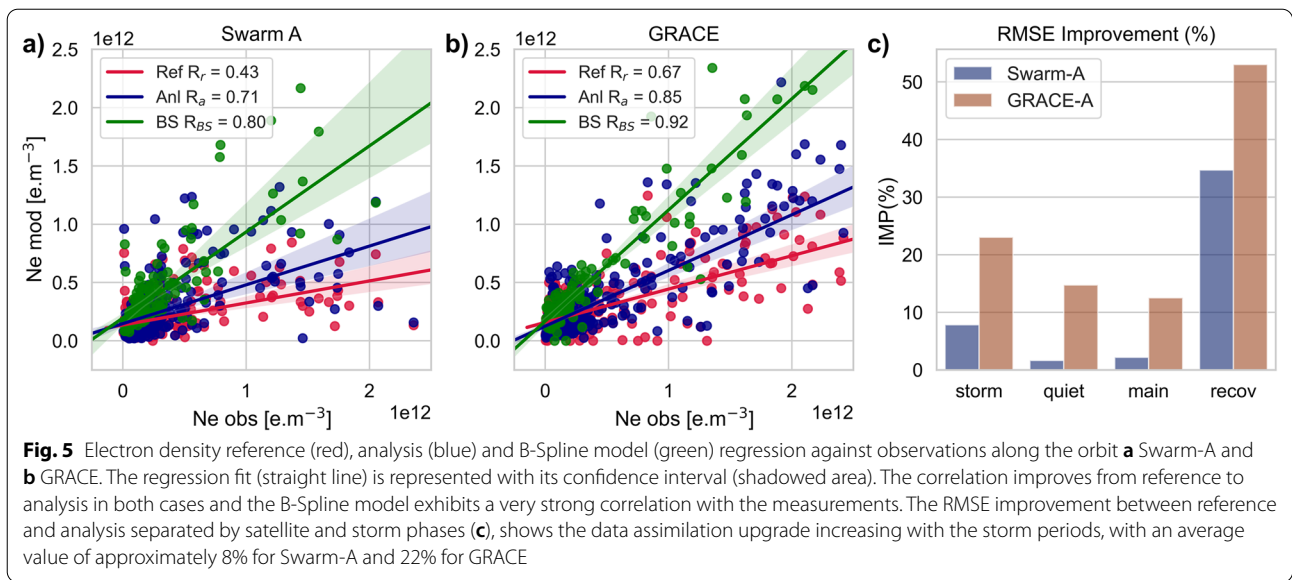 a)
1e12
Swarm A
2.5
2.0
1.5
1.0
0.5
0.0
Ne mod [e.m⁻³]
Ref R_r = 0.43
Anl R_a = 0.71
BS R_BS = 0.80
0
1
2
1e12
Ne obs [e.m⁻³]
b)
1e12
GRACE
2.5
2.0
1.5
1.0
0.5
0.0
Ref R_r = 0.67
Anl R_a = 0.85
BS R_BS = 0.92
0
1
2
1e12
Ne obs [e.m⁻³]
c)
RMSE Improvement (%)
Swarm-A
GRACE-A
50
40
30
20
10
0
IMP(%)
storm
quiet
main
recov
Fig. 5 Electron density reference (red), analysis (blue) and B-Spline model (green) regression against observations along the orbit a Swarm-A and
b GRACE. The regression fit (straight line) is represented with its confidence interval (shadowed area). The correlation improves from reference to
analysis in both cases and the B-Spline model exhibits a very strong correlation with the measurements. The RMSE improvement between reference
and analysis separated by satellite and storm phases (c), shows the data assimilation upgrade increasing with the storm periods, with an average
value of approximately 8% for Swarm-A and 22% for GRACE